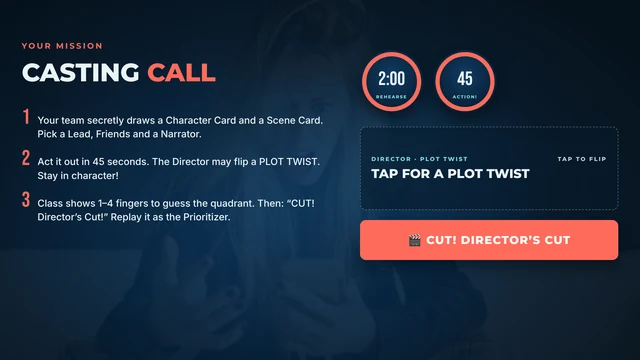 YOUR MISSION
CASTING CALL
1 Your team secretly draws a Character Card and a Scene Card.
Pick a Lead, Friends and a Narrator.
2 Act it out in 45 seconds. The Director may flip a PLOT TWIST.
Stay in character!
3 Class shows 1–4 fingers to guess the quadrant. Then: “CUT!
Director’s Cut!” Replay it as the Prioritizer.
2:00
REHEARSE
45
ACTION!
DIRECTOR · PLOT TWIST
TAP TO FLIP
TAP FOR A PLOT TWIST
🎬 CUT! DIRECTOR’S CUT